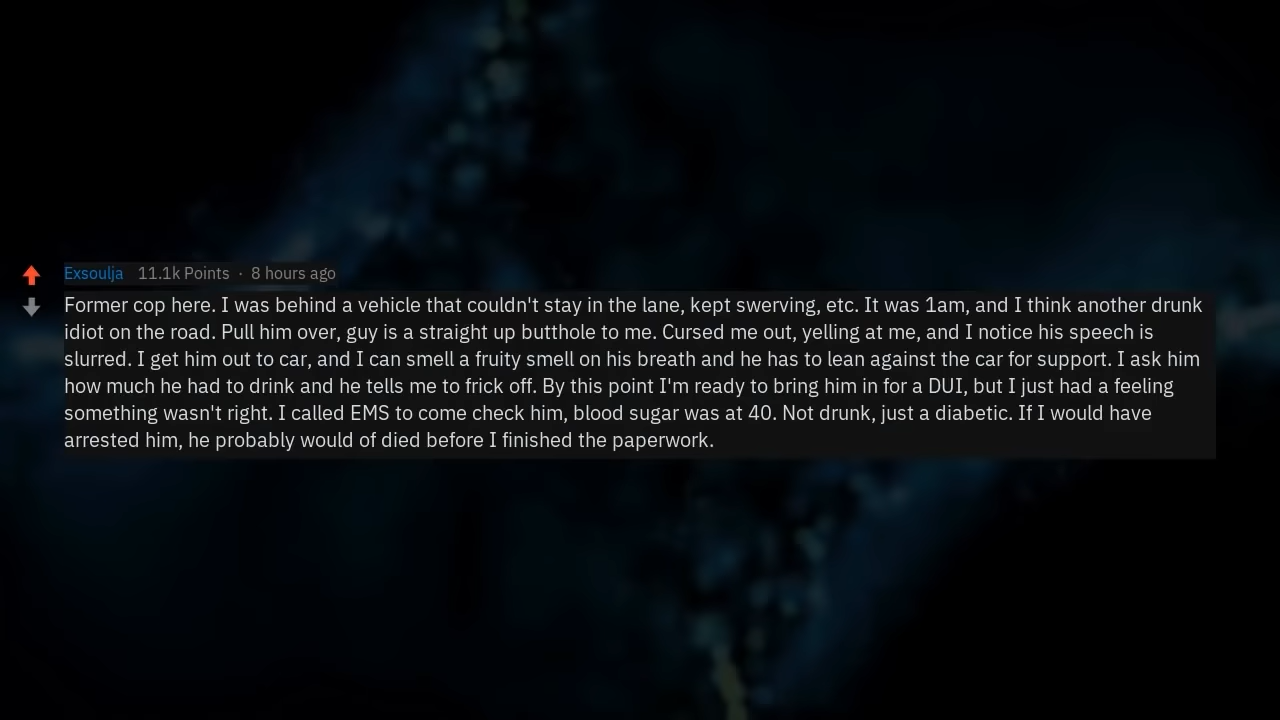 Exsoulja 11.1k Points · 8 hours ago
Former cop here. I was behind a vehicle that couldn't stay in the lane, kept swerving, etc. It was 1am, and I think another drunk
idiot on the road. Pull him over, guy is a straight up butthole to me. Cursed me out, yelling at me, and I notice his speech is
slurred. I get him out to car, and I can smell a fruity smell on his breath and he has to lean against the car for support. I ask him
how much he had to drink and he tells me to frick off. By this point I'm ready to bring him in for a DUI, but I just had a feeling
something wasn't right. I called EMS to come check him, blood sugar was at 40. Not drunk, just a diabetic. If I would have
arrested him, he probably would of died before I finished the paperwork.